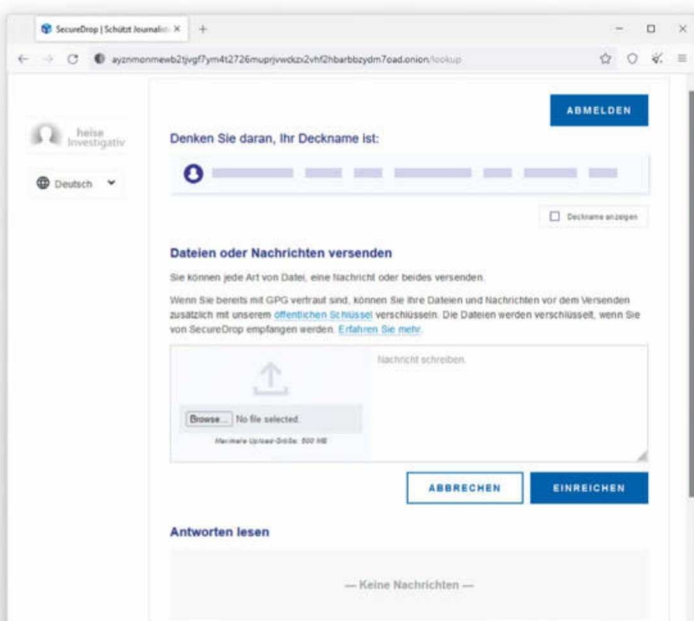 SecureDrop | Schützt Journalist
ayznmonmewb2tjvgf7ym4t2726muprjvwdkzx2vhf2hbarbbzydm7oad.onion/lookup
ABMELDEN
heise
Investigativ
Deutsch
Denken Sie daran, Ihr Deckname ist:
Deckname anzeigen
Dateien oder Nachrichten versenden
Sie können jede Art von Datei, eine Nachricht oder beides versenden.
Wenn Sie bereits mit GPG vertraut sind, können Sie Ihre Dateien und Nachrichten vor dem Versenden
zusätzlich mit unserem öffentlichen Schlüssel verschlüsseln. Die Dateien werden verschlüsselt, wenn Sie
von SecureDrop empfangen werden. Erfahren Sie mehr.
Nachricht schreiben.
Browse... No file selected.
Maximale Upload-Größe: 500 MB
ABBRECHEN
EINREICHEN
Antworten lesen
— Keine Nachrichten —